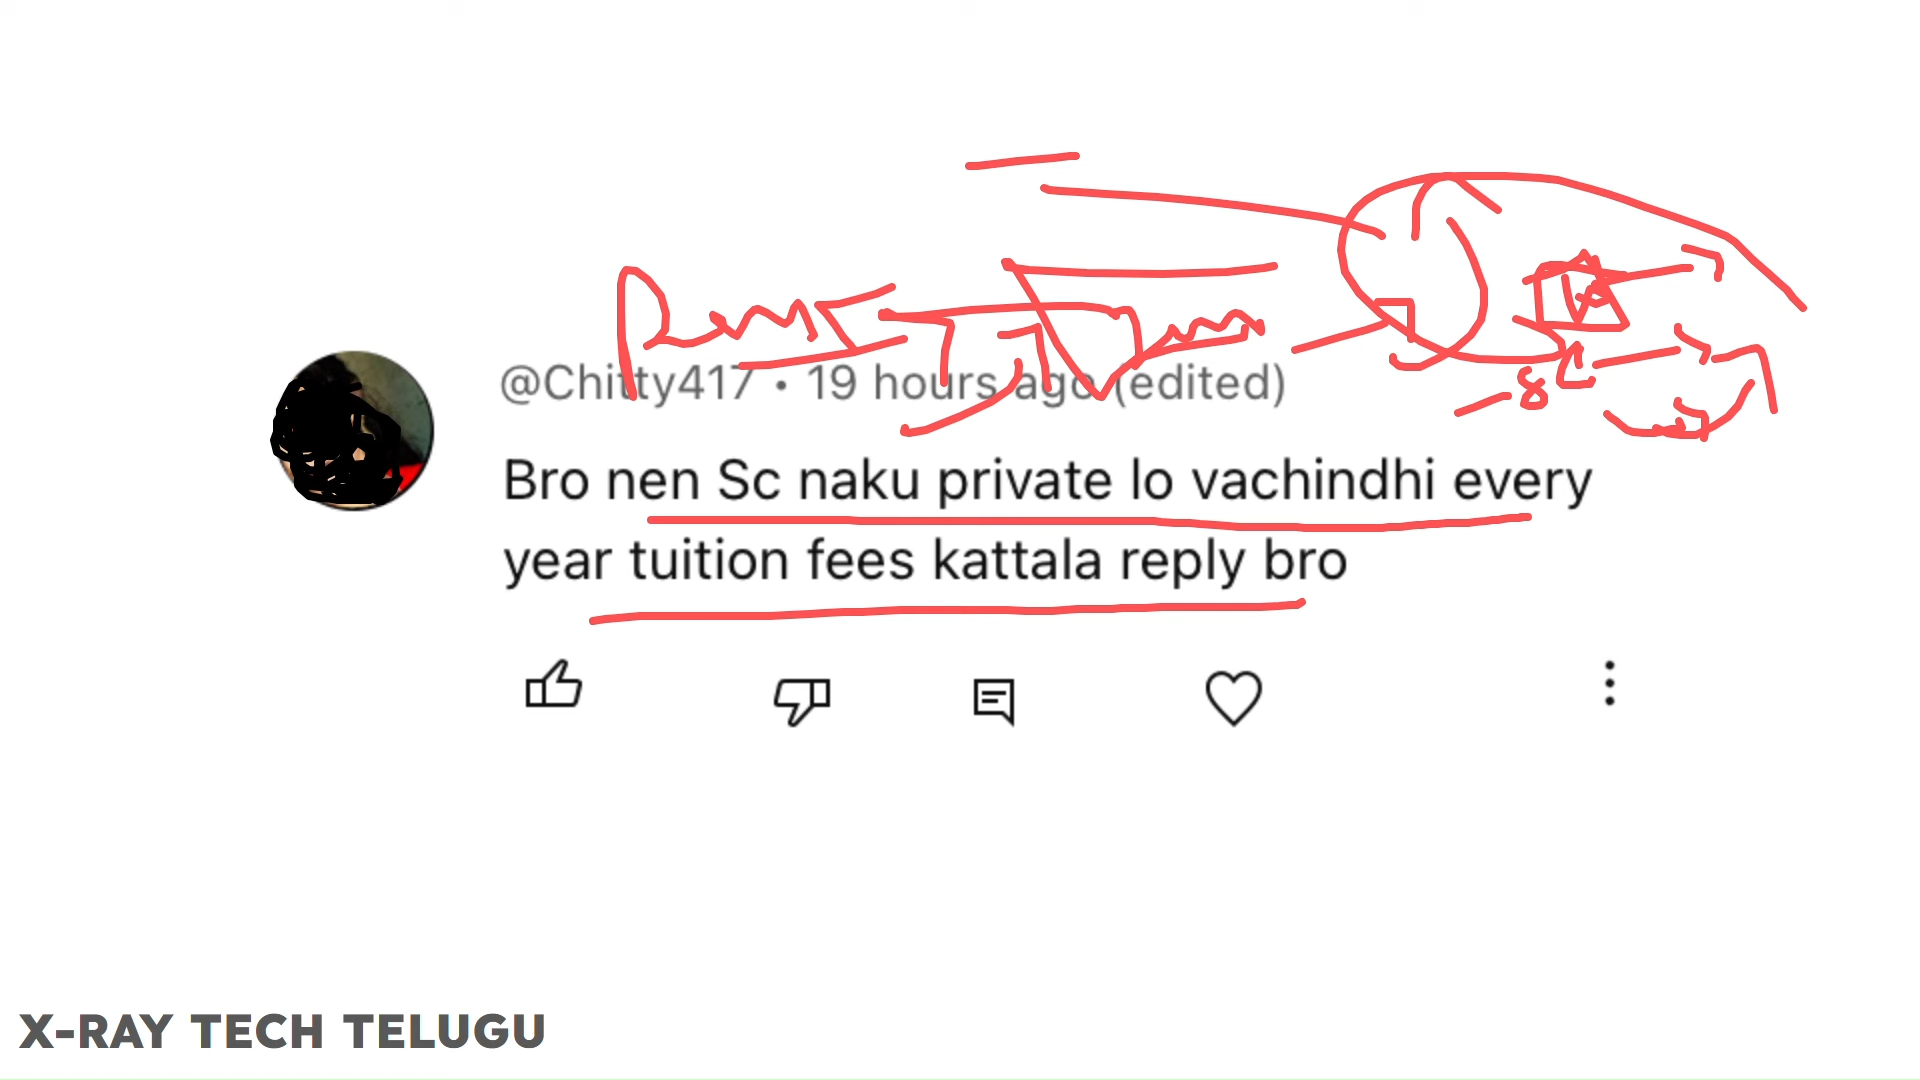 @Chitty417 • 19 hours ago (edited)
Bro nen Sc naku private lo vachindhi every
year tuition fees kattala reply bro
X-RAY TECH TELUGU